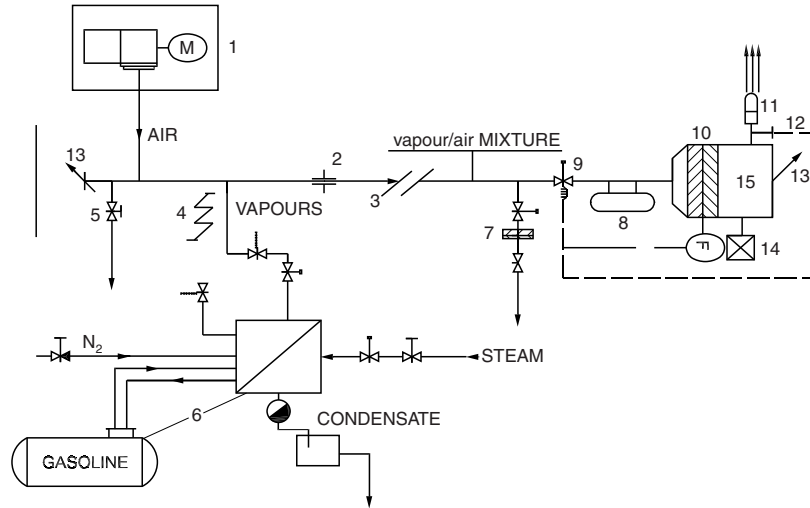 M
1
AIR
13
5
4
VAPOURS
2
3
vapour/air MIXTURE
9
7
8
10
11
12
13
15
F
14
N₂
STEAM
6
CONDENSATE
GASOLINE